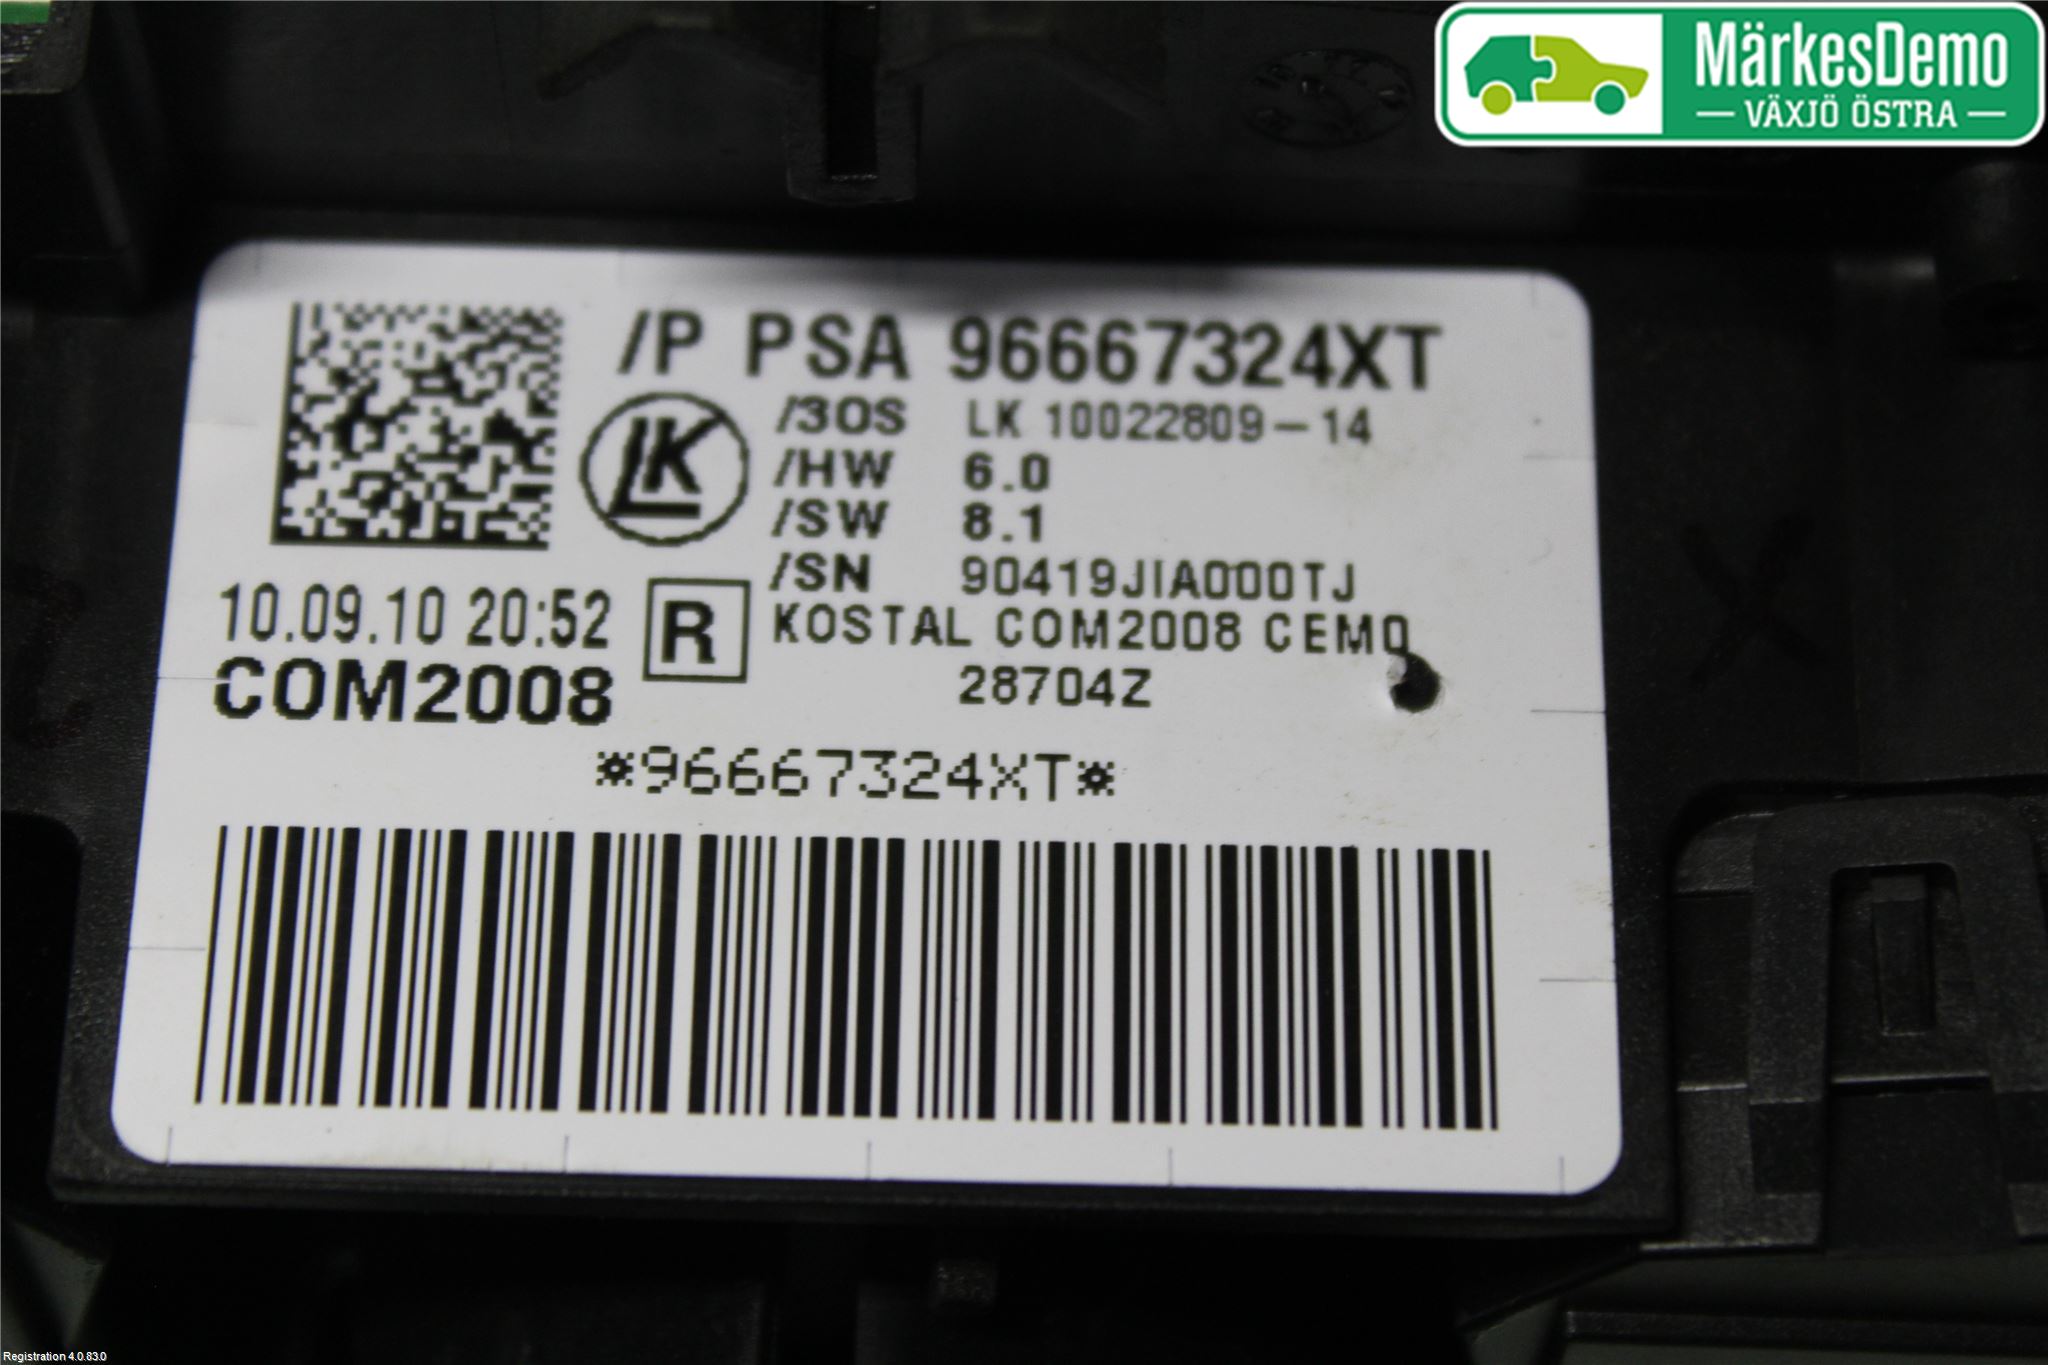 MärkesDemo
VÄXJÖ ÖSTRA
/P PSA 96667324XT
LK
/3OS LK 10022809-14
/HW 6.0
/SW 8.1
/SN 90419JIA000TJ
10.09.10 20:52
R
KOSTAL COM2008 CEMO
COM2008
28704Z
*96667324XT*
Registration 4.0.83.0